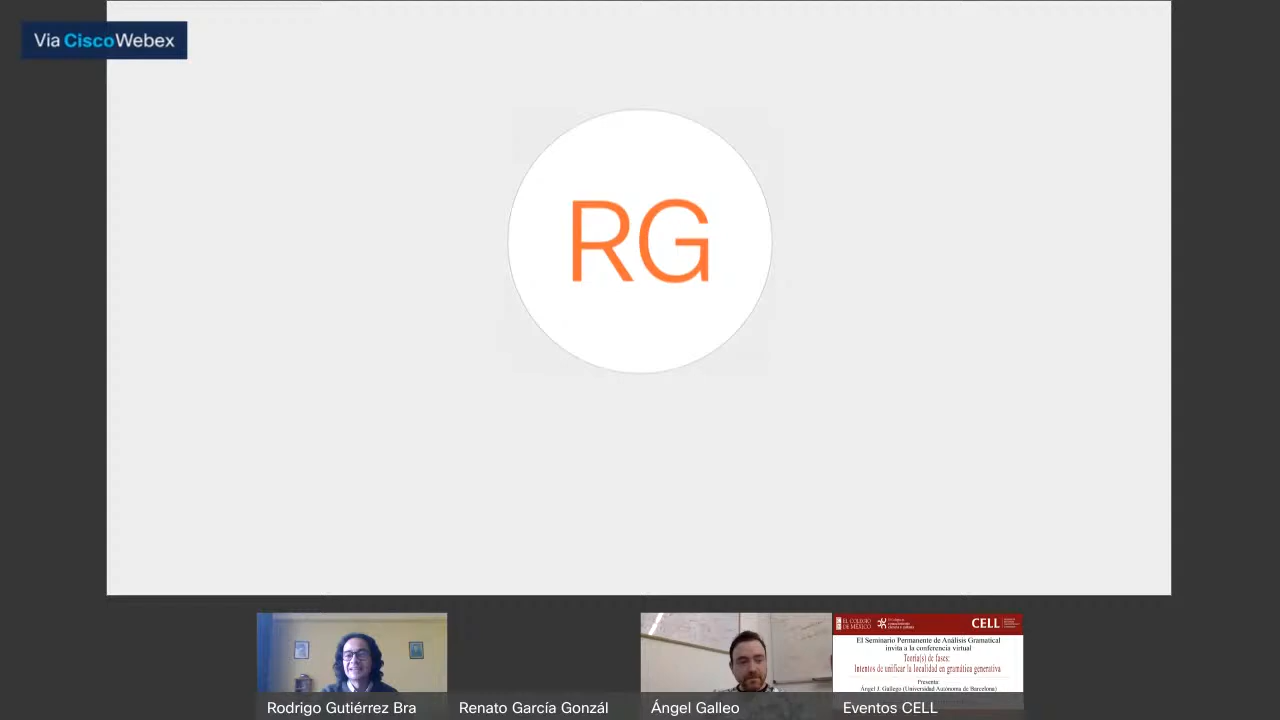 Via CiscoWebex
RG
EL COLEGIO
DE MÉXICO
CELL
El Seminario Permanente de Análisis Gramatical
invita a la conferencia virtual
Teoría(s) de fases:
Intentos de unificar la localidad en gramática generativa
Presenta:
Ángel J. Gallego (Universidad Autónoma de Barcelona)
Rodrigo Gutiérrez Bra
Renato García Gonzál
Ángel Galleo
Eventos CELL